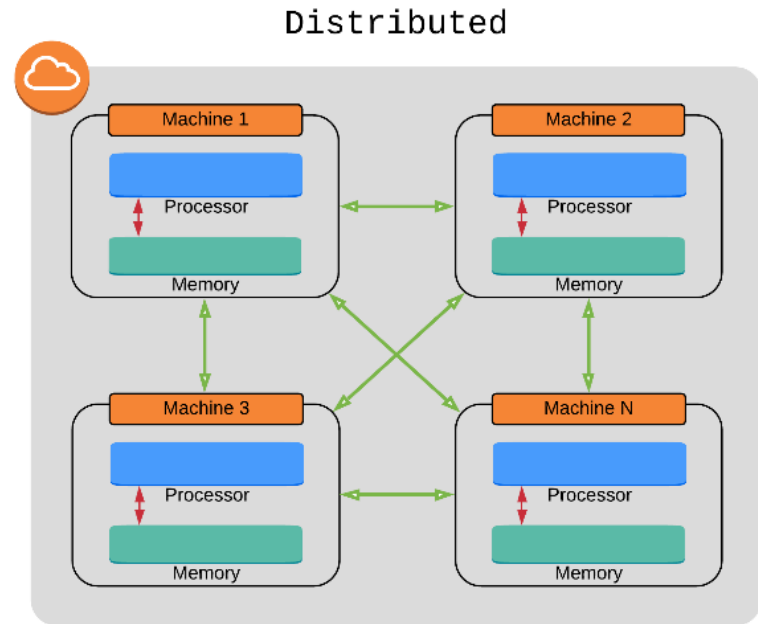 Distributed
Machine 1
Machine 2
Processor
Processor
Memory
Memory
Machine 3
Machine N
Processor
Processor
Memory
Memory